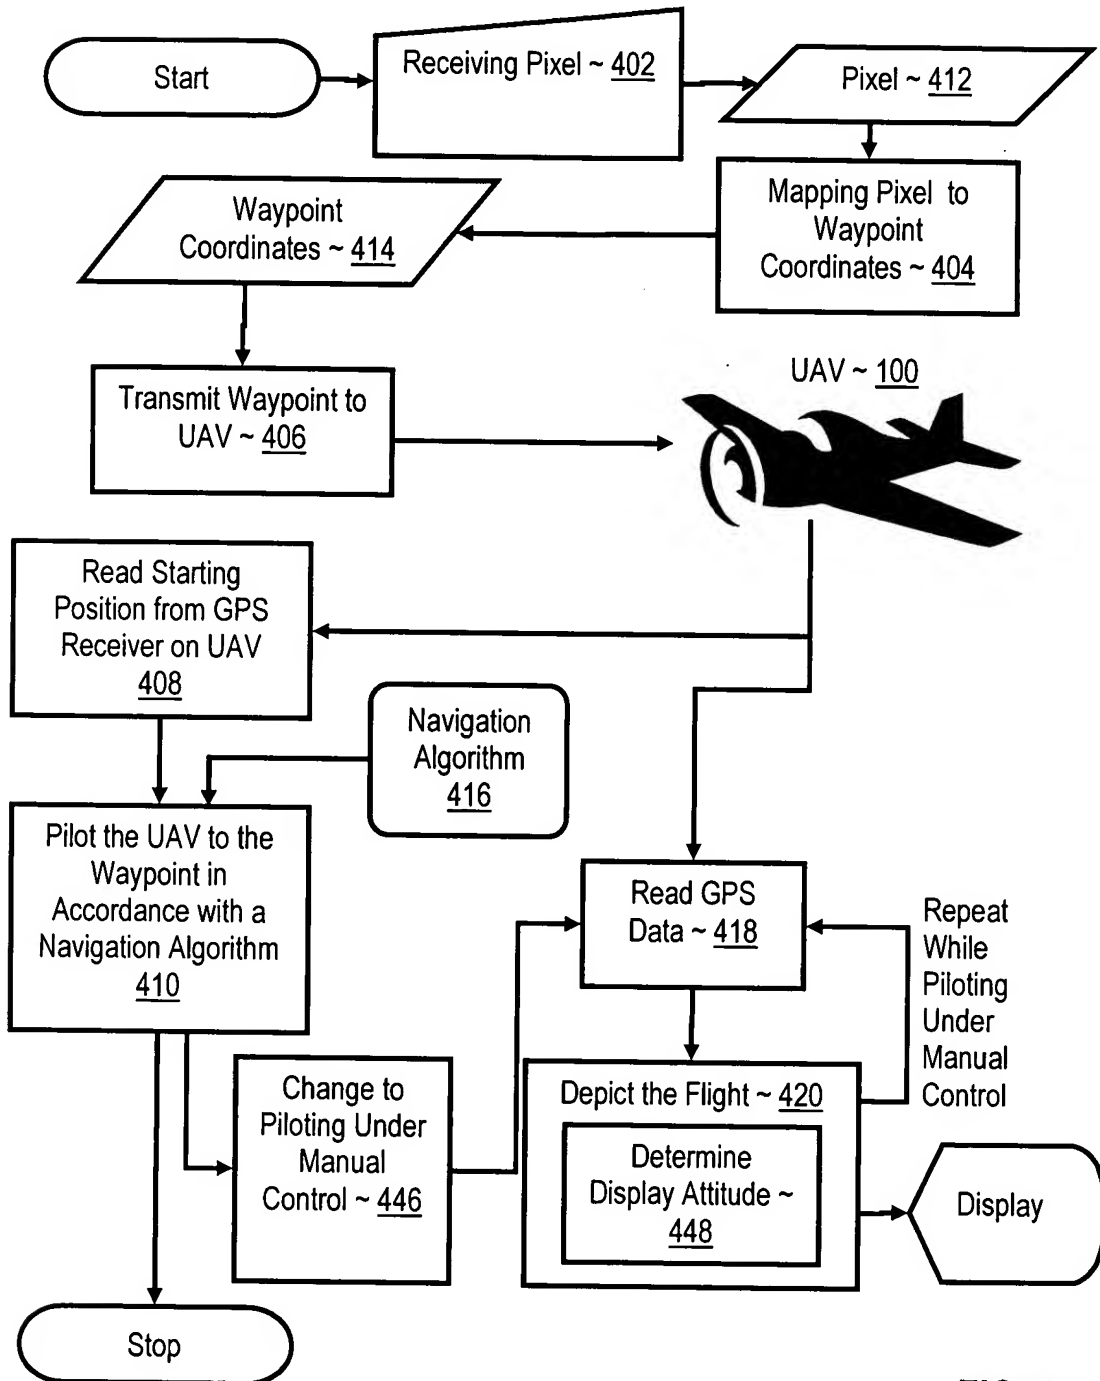 Start
Receiving Pixel ~ 402
Pixel ~ 412
Mapping Pixel to
Waypoint
Coordinates ~ 404
Waypoint
Coordinates ~ 414
Transmit Waypoint to
UAV ~ 406
UAV ~ 100
Read Starting
Position from GPS
Receiver on UAV
408
Navigation
Algorithm
416
Pilot the UAV to the
Waypoint in
Accordance with a
Navigation Algorithm
410
Read GPS
Data ~ 418
Repeat
While
Piloting
Under
Manual
Control
Change to
Piloting Under
Manual
Control ~ 446
Depict the Flight ~ 420
Determine
Display Attitude ~
448
Display
Stop